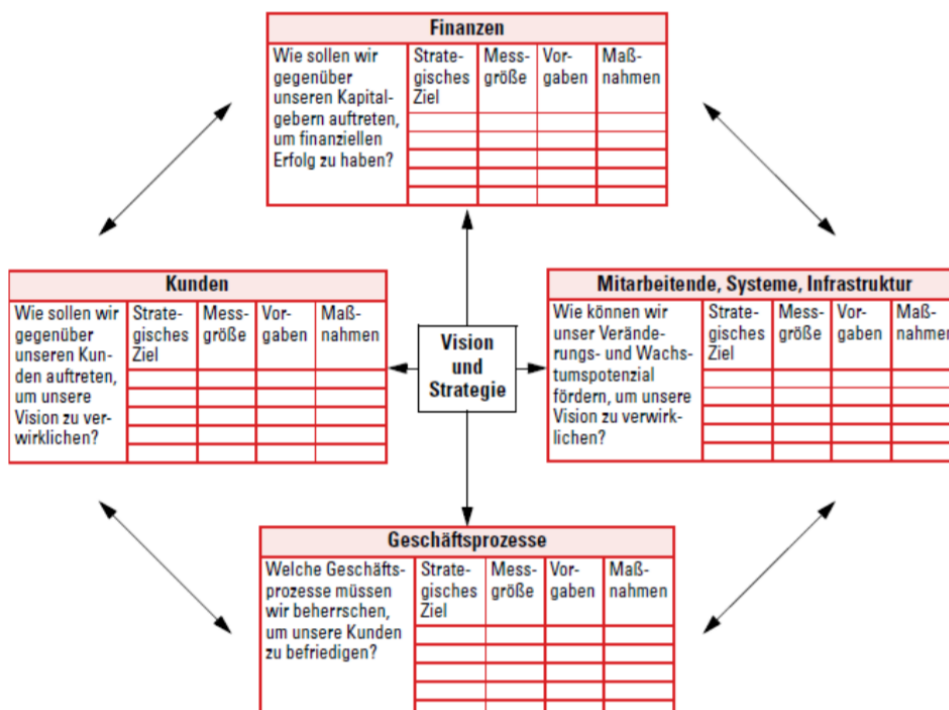 Finanzen
Wie sollen wir
gegenüber
unseren Kapital-
gebern auftreten,
um finanziellen
Erfolg zu haben?
Strate-
gisches
Ziel
Mess-
größe
Vor-
gaben
Maß-
nahmen
Kunden
Wie sollen wir
gegenüber
unseren Kun-
den auftreten,
um unsere
Vision zu ver-
wirklichen?
Strate-
gisches
Ziel
Mess-
größe
Vor-
gaben
Maß-
nahmen
Vision
und
Strategie
Mitarbeitende, Systeme, Infrastruktur
Wie können wir
unser Verände-
rungs- und Wachs-
tumspotenzial
fördern, um unsere
Vision zu verwirk-
lichen?
Strate-
gisches
Ziel
Mess-
größe
Vor-
gaben
Maß-
nahmen
Geschäftsprozesse
Welche Geschäfts-
prozesse müssen
wir beherrschen,
um unsere Kunden
zu befriedigen?
Strate-
gisches
Ziel
Mess-
größe
Vor-
gaben
Maß-
nahmen